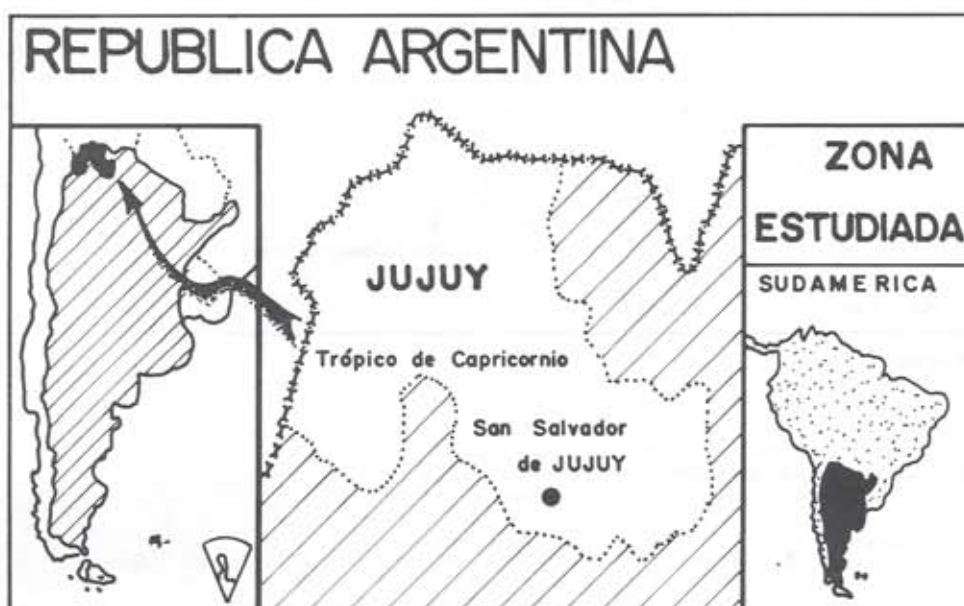 REPUBLICA ARGENTINA
JUJUY
Trópico de Capricornio
San Salvador
de JUJUY
ZONA
ESTUDIADA
SUDAMERICA